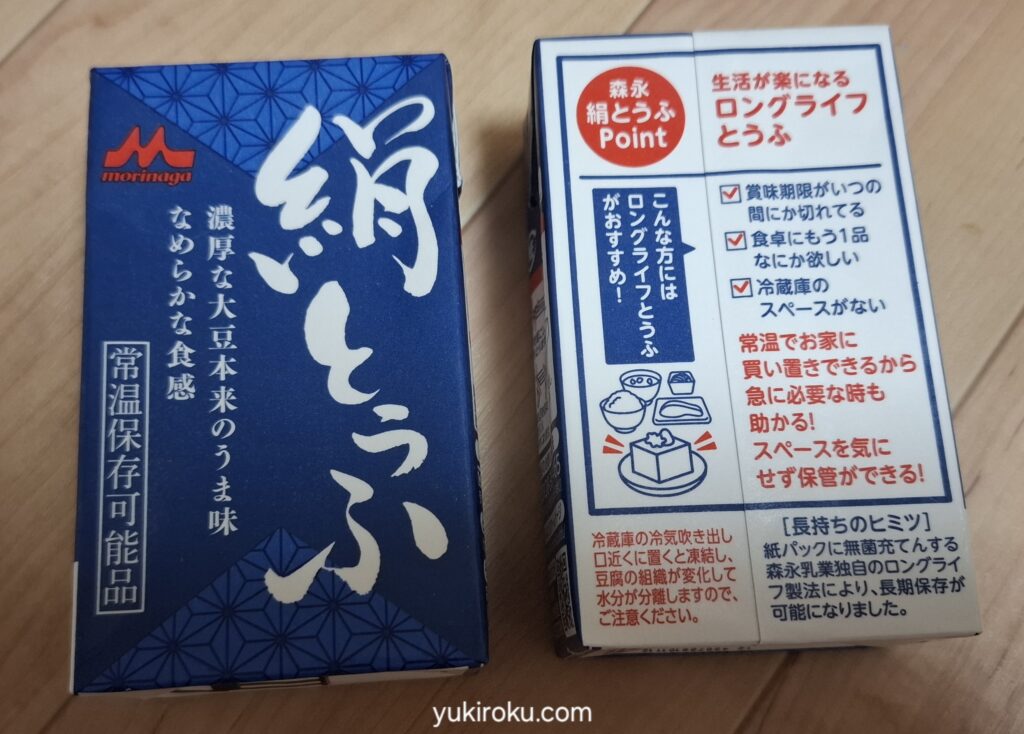 morinaga
絹とうふ
濃厚な大豆本来のうま味
なめらかな食感
常温保存可能品
森永
絹とうふ
Point
生活が楽になる
ロングライフ
とうふ
こんな方には
ロングライフとうふ
がおすすめ!
賞味期限がいつの
間にか切れてる
食卓にもう1品
なにか欲しい
冷蔵庫の
スペースがない
常温でお家に
買い置きできるから
急に必要な時も
助かる!
スペースを気に
せず保管ができる!
冷蔵庫の冷気吹き出し
口近くに置くと凍結し、
豆腐の組織が変化して
水分が分離しますので、
ご注意ください。
[長持ちのヒミツ]
紙パックに無菌充てんする
森永乳業独自のロングライ
フ製法により、長期保存が
可能になりました。
yukiroku.com